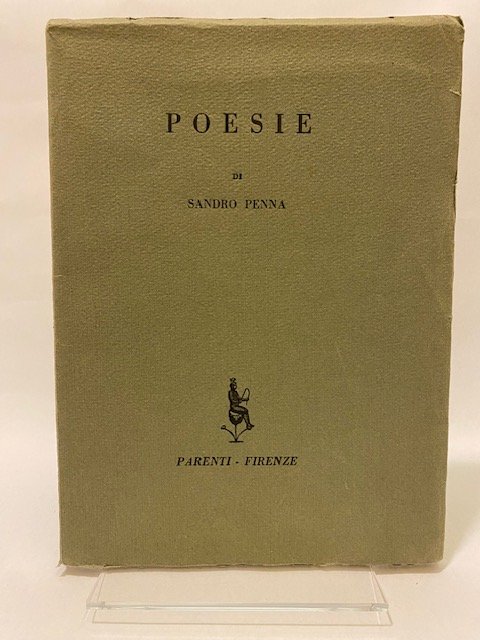 POESIE
DI
SANDRO PENNA
PARENTI - FIRENZE